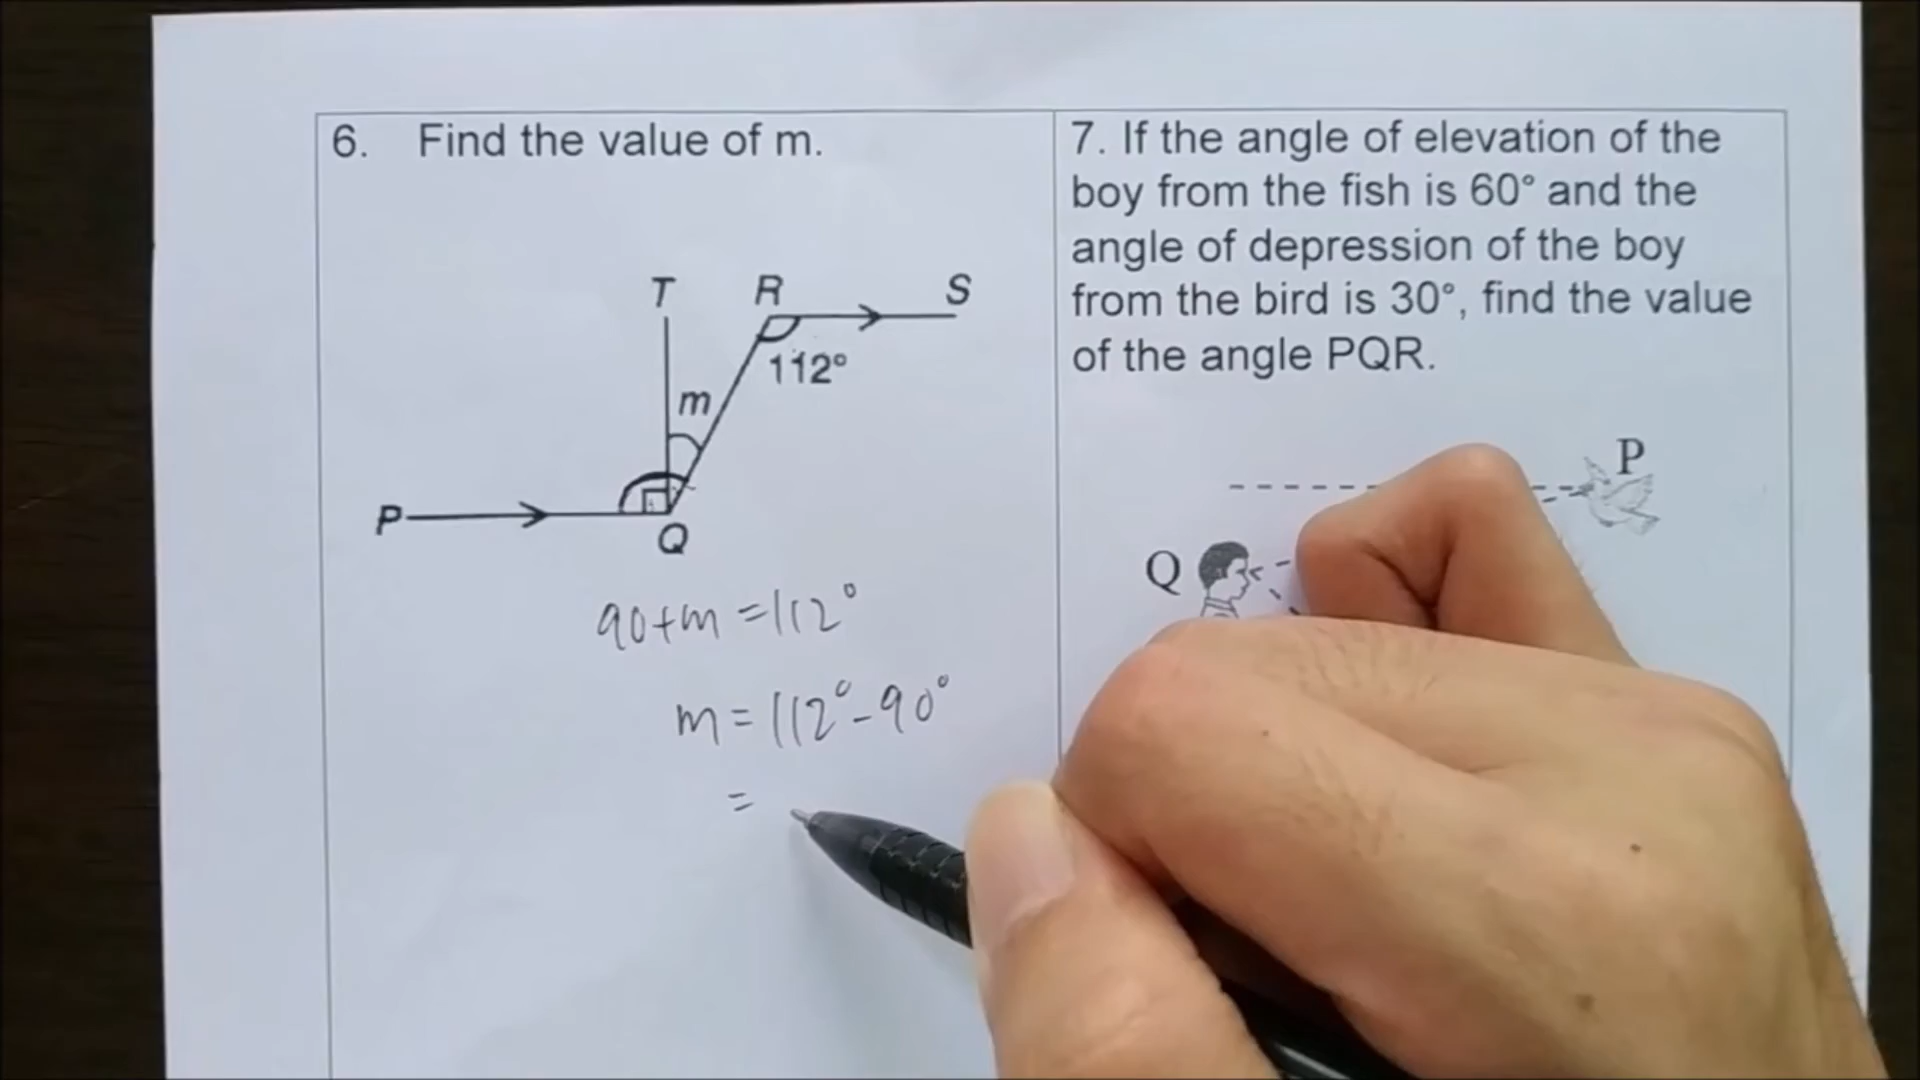 6. Find the value of m.
T R S
112°
m
P
Q
90+m =112°
m = 112° - 90°
=
7. If the angle of elevation of the
boy from the fish is 60° and the
angle of depression of the boy
from the bird is 30°, find the value
of the angle PQR.
P
Q